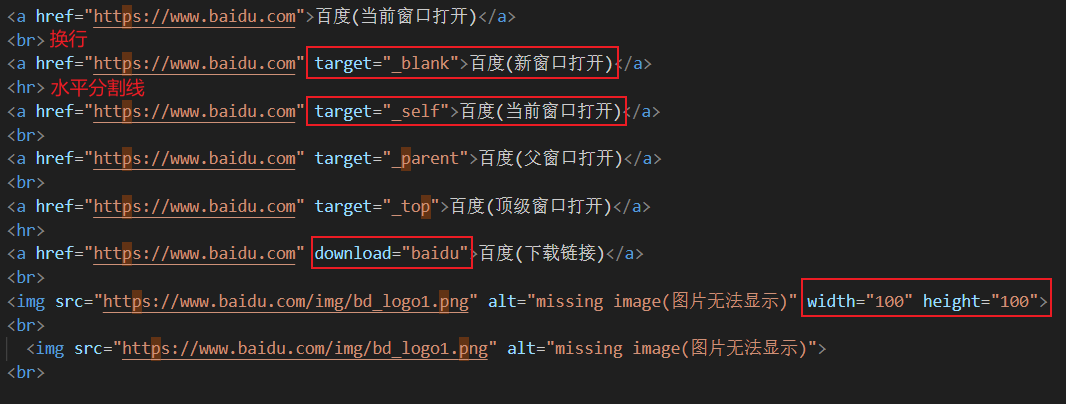 <a href="https://www.baidu.com">百度(当前窗口打开)</a>
<br> 换行
<a href="https://www.baidu.com" target="_blank">百度(新窗口打开)</a>
<hr> 水平分割线
<a href="https://www.baidu.com" target="_self">百度(当前窗口打开)</a>
<br>
<a href="https://www.baidu.com" target="_parent">百度(父窗口打开)</a>
<br>
<a href="https://www.baidu.com" target="_top">百度(顶级窗口打开)</a>
<hr>
<a href="https://www.baidu.com" download="baidu">百度(下载链接)</a>
<br>
<img src="https://www.baidu.com/img/bd_logo1.png" alt="missing image(图片无法显示)" width="100" height="100">
<br>
<img src="https://www.baidu.com/img/bd_logo1.png" alt="missing image(图片无法显示)">
<br>